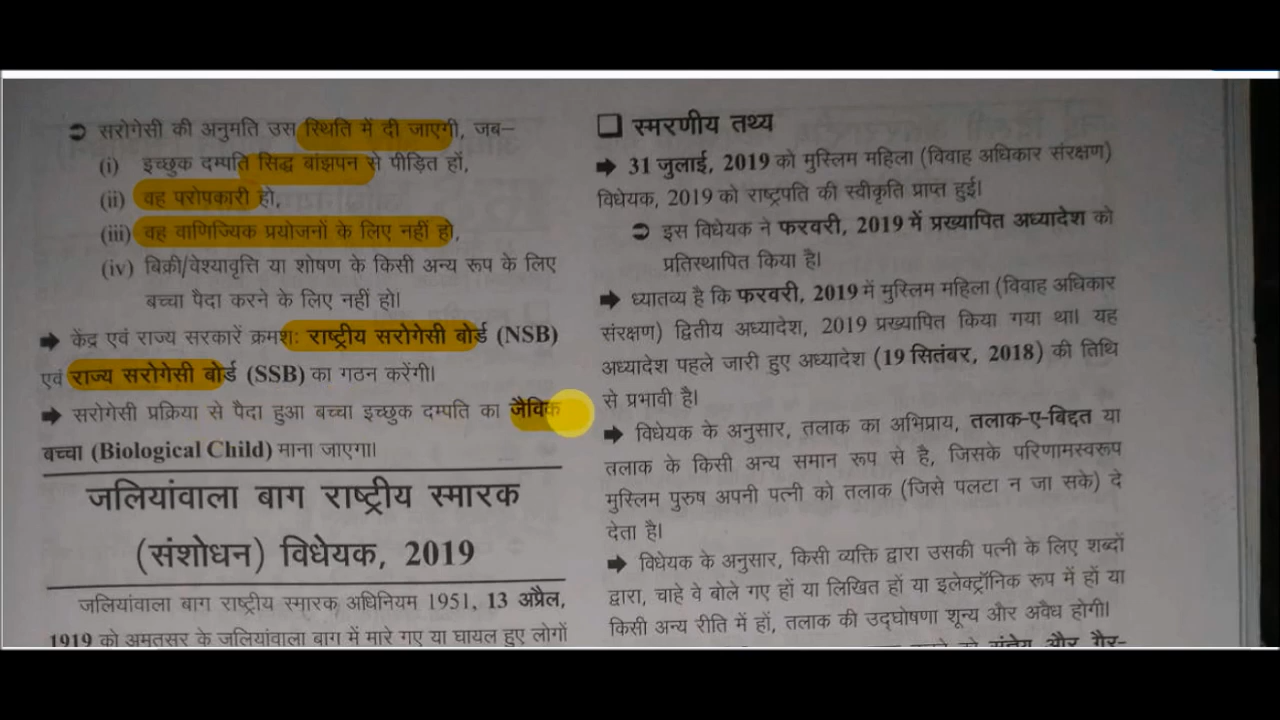 ➲ सरोगेसी की अनुमति उस स्थिति में दी जाएगी, जब–
(i) इच्छुक दम्पति सिद्ध बांझपन से पीड़ित हों,
(ii) वह परोपकारी हो,
(iii) वह वाणिज्यिक प्रयोजनों के लिए नहीं हो,
(iv) बिक्री/वेश्यावृत्ति या शोषण के किसी अन्य रूप के लिए
बच्चा पैदा करने के लिए नहीं हो।
➡ केंद्र एवं राज्य सरकारें क्रमशः राष्ट्रीय सरोगेसी बोर्ड (NSB)
एवं राज्य सरोगेसी बोर्ड (SSB) का गठन करेंगी।
➡ सरोगेसी प्रक्रिया से पैदा हुआ बच्चा इच्छुक दम्पति का जैविक
बच्चा (Biological Child) माना जाएगा।
जलियांवाला बाग राष्ट्रीय स्मारक
(संशोधन) विधेयक, 2019
जलियांवाला बाग राष्ट्रीय स्मारक अधिनियम 1951, 13 अप्रैल,
1919 को अमृतसर के जलियांवाला बाग में मारे गए या घायल हुए लोगों
❑ स्मरणीय तथ्य
➡ 31 जुलाई, 2019 को मुस्लिम महिला (विवाह अधिकार संरक्षण)
विधेयक, 2019 को राष्ट्रपति की स्वीकृति प्राप्त हुई।
➲ इस विधेयक ने फरवरी, 2019 में प्रख्यापित अध्यादेश को
प्रतिस्थापित किया है।
➡ ध्यातव्य है कि फरवरी, 2019 में मुस्लिम महिला (विवाह अधिकार
संरक्षण) द्वितीय अध्यादेश, 2019 प्रख्यापित किया गया था। यह
अध्यादेश पहले जारी हुए अध्यादेश (19 सितंबर, 2018) की तिथि
से प्रभावी है।
➡ विधेयक के अनुसार, तलाक का अभिप्राय, तलाक-ए-बिद्दत या
तलाक के किसी अन्य समान रूप से है, जिसके परिणामस्वरूप
मुस्लिम पुरुष अपनी पत्नी को तलाक (जिसे पलटा न जा सके) दे
देता है।
➡ विधेयक के अनुसार, किसी व्यक्ति द्वारा उसकी पत्नी के लिए शब्दों
द्वारा, चाहे वे बोले गए हों या लिखित हों या इलेक्ट्रॉनिक रूप में हों या
किसी अन्य रीति में हों, तलाक की उद्घोषणा शून्य और अवैध होगी।
को संज्ञेय और गैर-